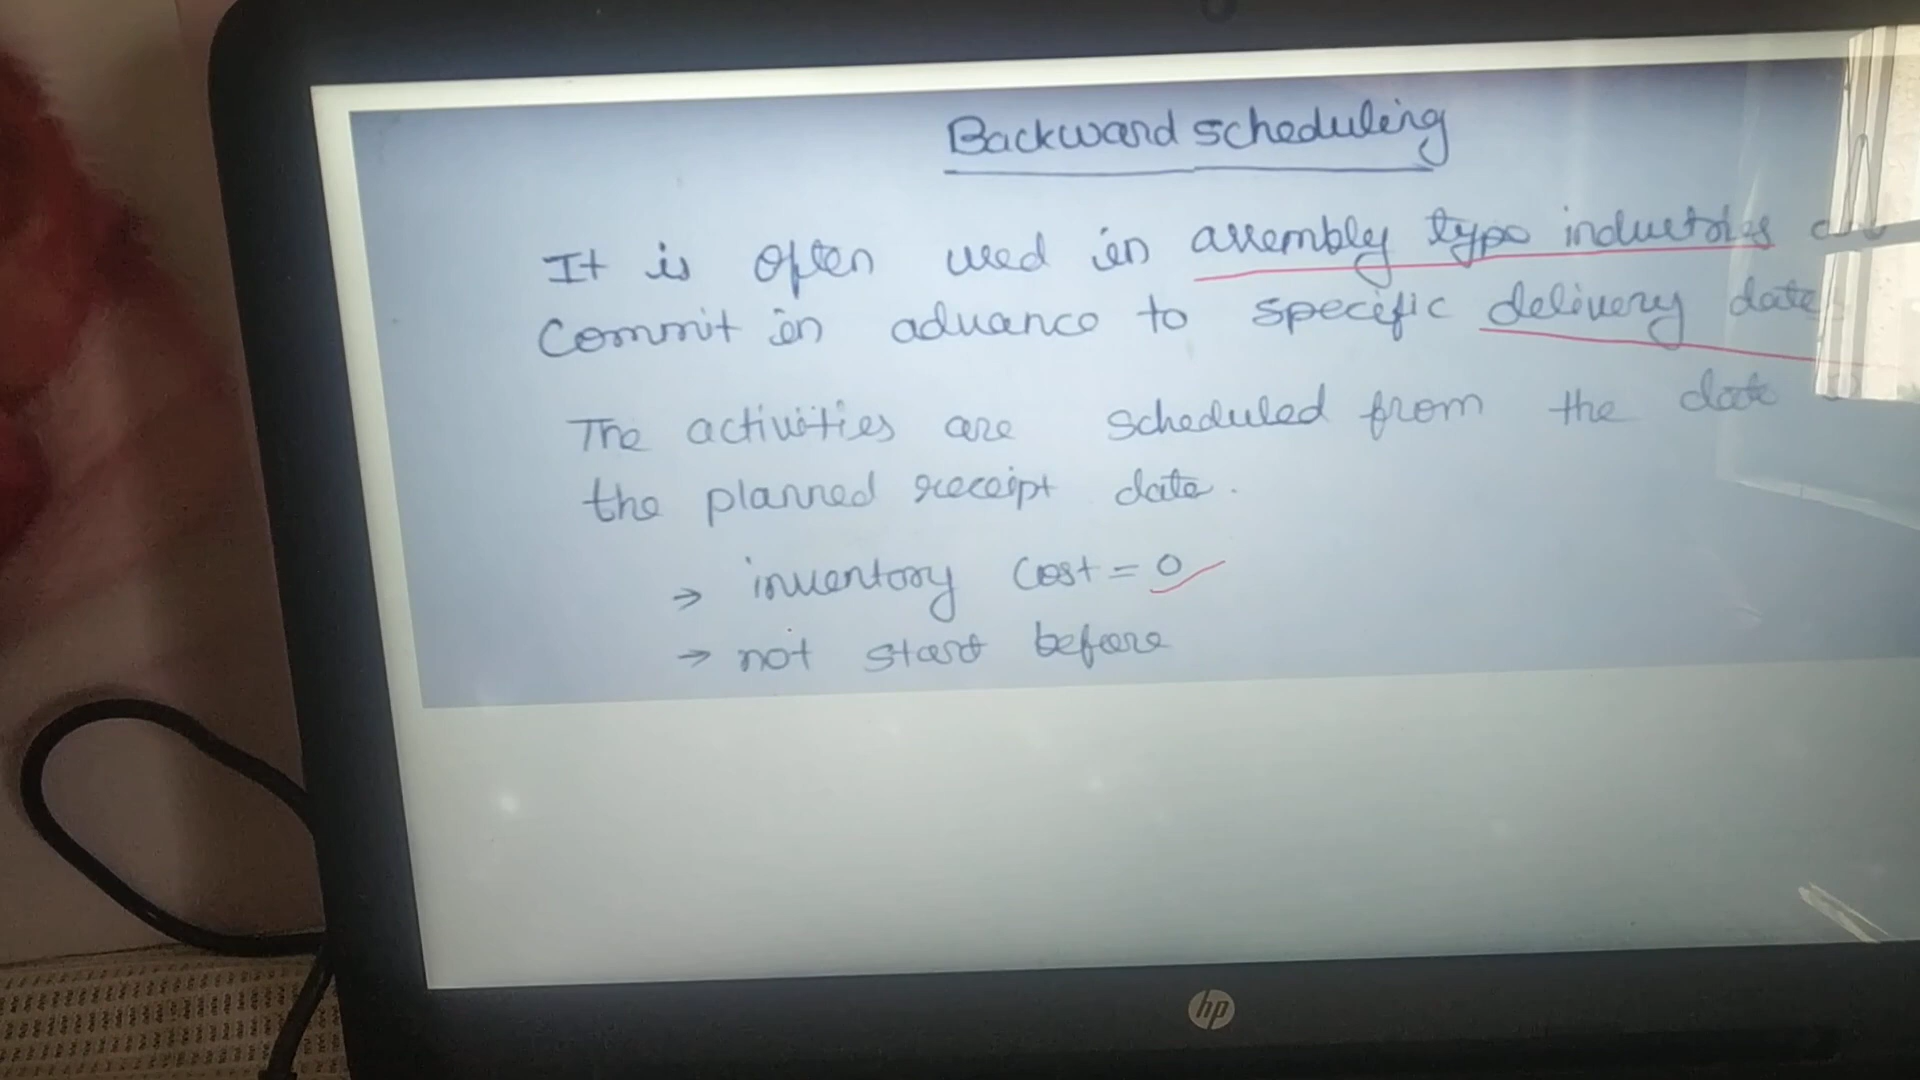 Backward scheduling
It is often used in assembly type industries
Commit in advance to specific delivery date
The activities are scheduled from the date
the planned receipt date.
→ inventory cost = 0
→ not start before
hp